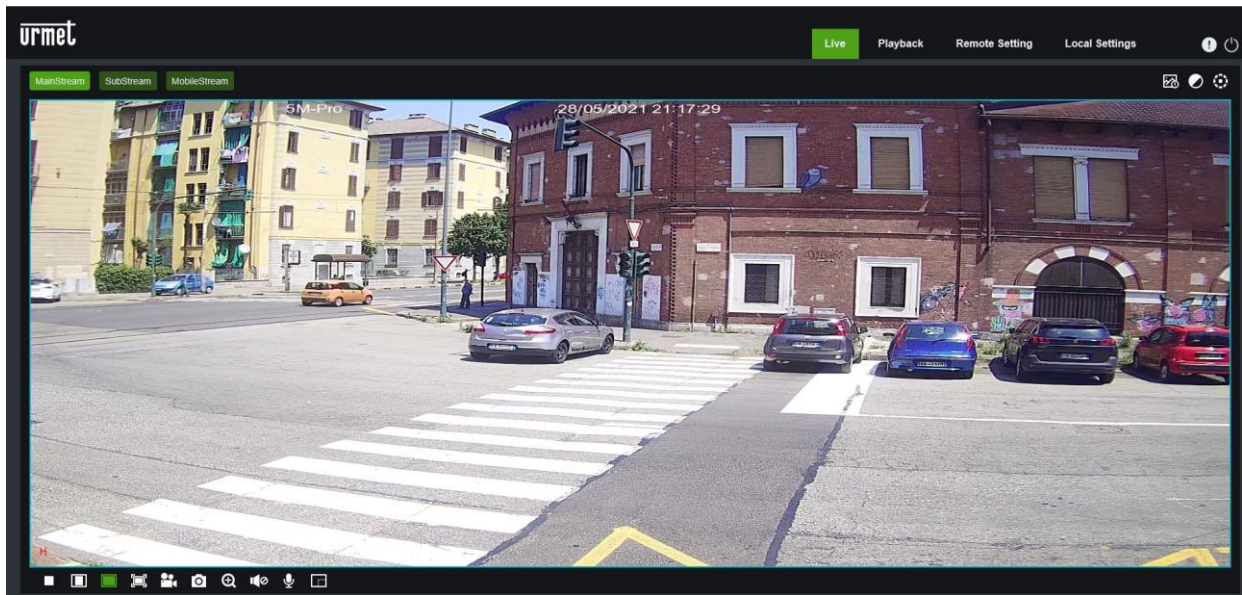 urmet
Live Playback Remote Setting Local Settings
MainStream SubStream MobileStream
5M-Pro 28/05/2021 21:17:29
H